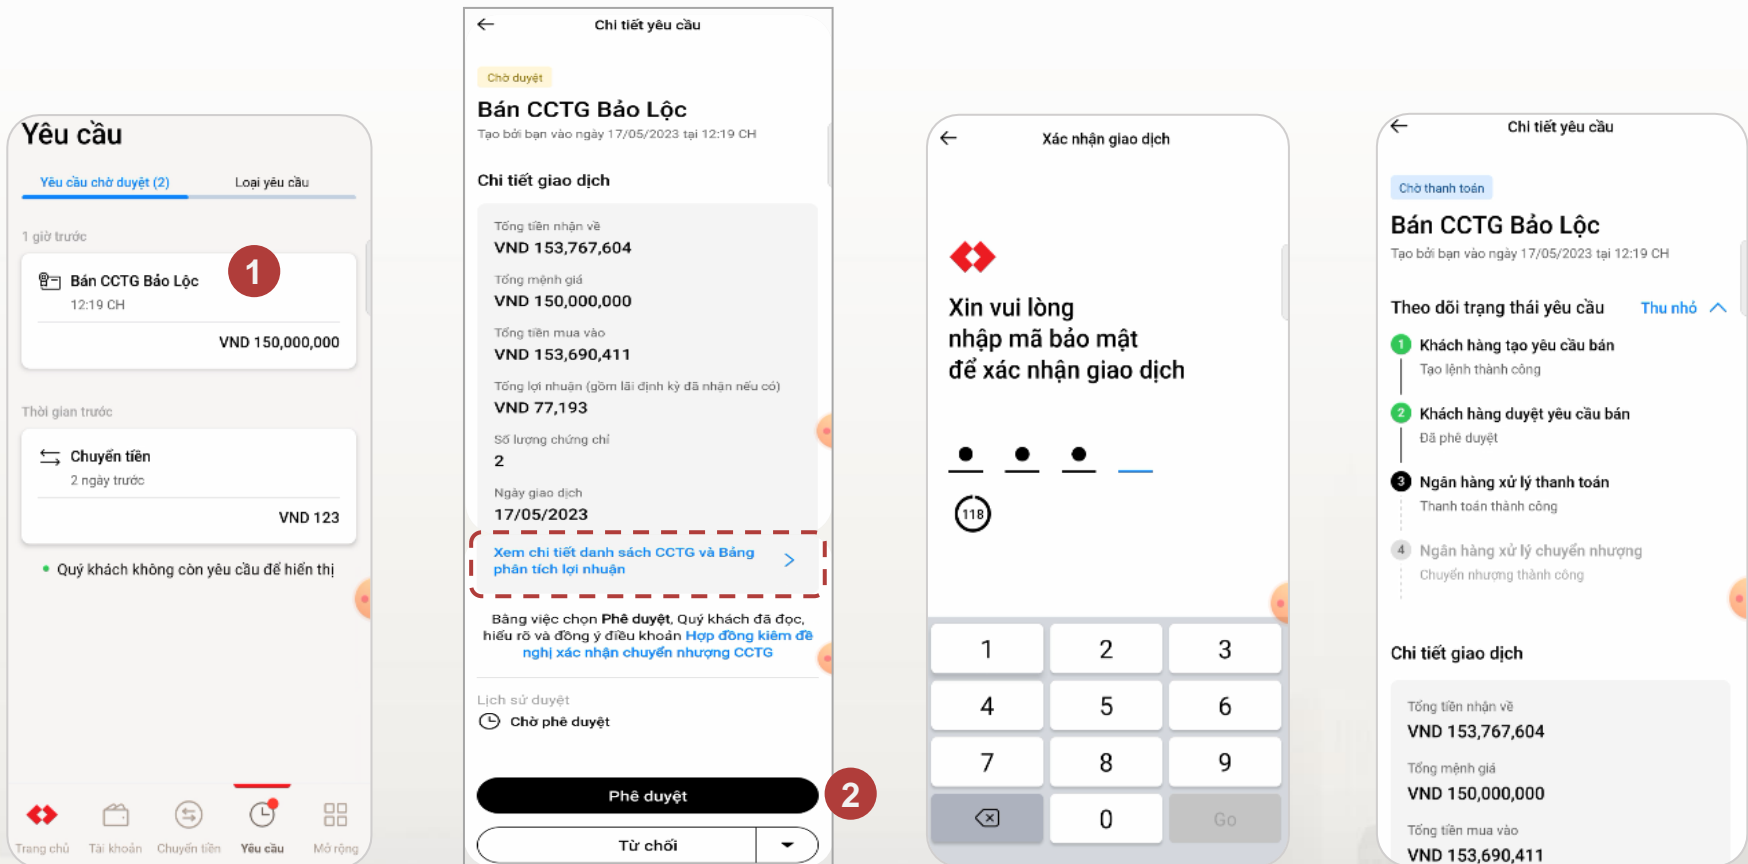 Yêu cầu
Yêu cầu chờ duyệt (2)
Loại yêu cầu
1 giờ trước
Bán CCTG Bảo Lộc
1
12:19 CH
VND 150,000,000
Thời gian trước
Chuyển tiền
2 ngày trước
VND 123
Quý khách không còn yêu cầu để hiển thị
Trang chủ
Tài khoản
Chuyển tiền
Yêu cầu
Mở rộng
Chi tiết yêu cầu
Chờ duyệt
Bán CCTG Bảo Lộc
Tạo bởi bạn vào ngày 17/05/2023 tại 12:19 CH
Chi tiết giao dịch
Tổng tiền nhận về
VND 153,767,604
Tổng mệnh giá
VND 150,000,000
Tổng tiền mua vào
VND 153,690,411
Tổng lợi nhuận (gồm lãi định kỳ đã nhận nếu có)
VND 77,193
Số lượng chứng chỉ
2
Ngày giao dịch
17/05/2023
Xem chi tiết danh sách CCTG và Bảng
phân tích lợi nhuận
Bằng việc chọn Phê duyệt, Quý khách đã đọc,
hiểu rõ và đồng ý điều khoản Hợp đồng kiêm đề
nghị xác nhận chuyển nhượng CCTG
Lịch sử duyệt
Chờ phê duyệt
Phê duyệt
2
Từ chối
Xác nhận giao dịch
Xin vui lòng
nhập mã bảo mật
để xác nhận giao dịch
118
1
2
3
4
5
6
7
8
9
0
Go
Chi tiết yêu cầu
Chờ thanh toán
Bán CCTG Bảo Lộc
Tạo bởi bạn vào ngày 17/05/2023 tại 12:19 CH
Theo dõi trạng thái yêu cầu
Thu nhỏ
1 Khách hàng tạo yêu cầu bán
Tạo lệnh thành công
2 Khách hàng duyệt yêu cầu bán
Đã phê duyệt
3 Ngân hàng xử lý thanh toán
Thanh toán thành công
4 Ngân hàng xử lý chuyển nhượng
Chuyển nhượng thành công
Chi tiết giao dịch
Tổng tiền nhận về
VND 153,767,604
Tổng mệnh giá
VND 150,000,000
Tổng tiền mua vào
VND 153,690,411